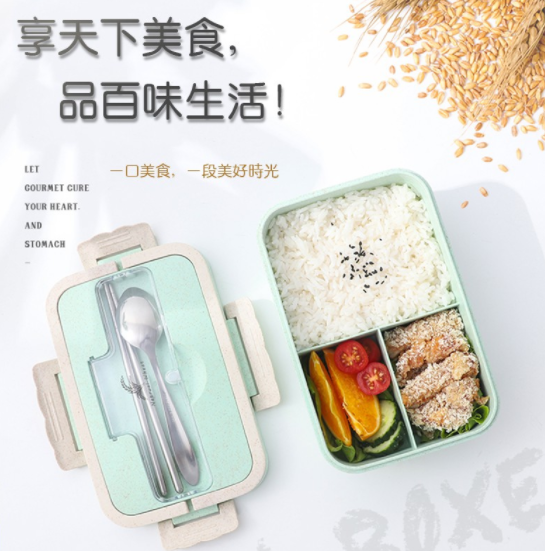 享天下美食，
品百味生活！
一口美食，一段美好時光
LET
GOURMET CURE
YOUR HEART.
AND
STOMACH